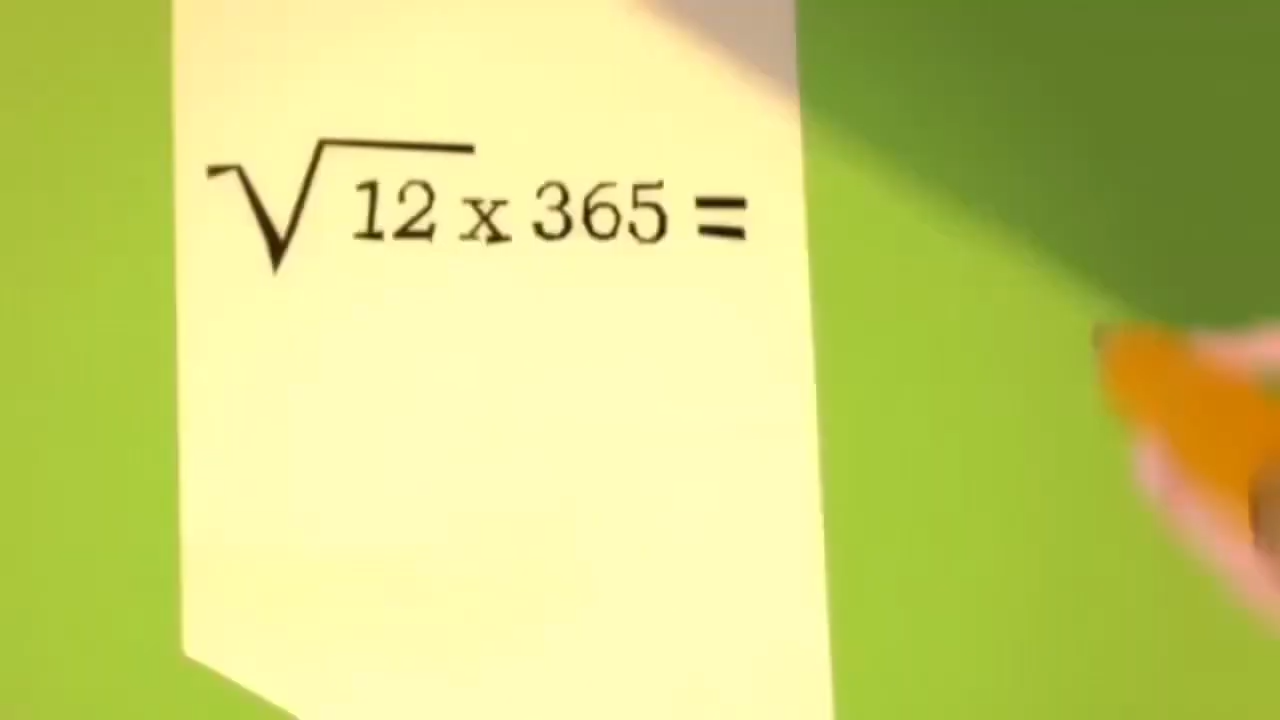 √12 x 365 =